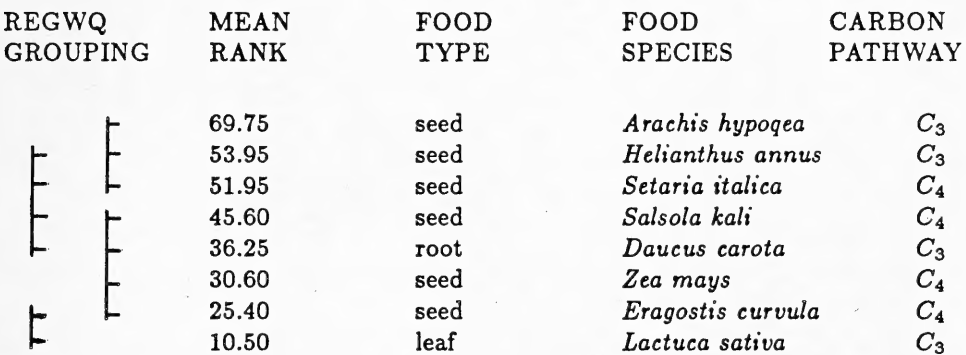 REGWQ MEAN FOOD FOOD CARBON
GROUPING RANK TYPE SPECIES PATHWAY
69.75 seed Arachis hypoqea C3
53.95 seed Helianthus annus C3
51.95 seed Setaria italica C4
45.60 seed Salsola kali C4
36.25 root Daucus carota C3
30.60 seed Zea mays C4
25.40 seed Eragostis curvula C4
10.50 leaf Lactuca sativa C3